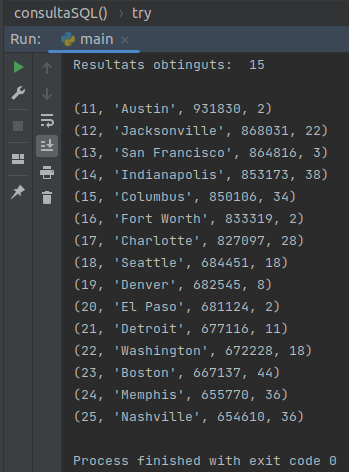 consultaSQL() › try
Run: main ×
Resultats obtinguts:  15
(11, 'Austin', 931830, 2)
(12, 'Jacksonville', 868031, 22)
(13, 'San Francisco', 864816, 3)
(14, 'Indianapolis', 853173, 38)
(15, 'Columbus', 850106, 34)
(16, 'Fort Worth', 833319, 2)
(17, 'Charlotte', 827097, 28)
(18, 'Seattle', 684451, 18)
(19, 'Denver', 682545, 8)
(20, 'El Paso', 681124, 2)
(21, 'Detroit', 677116, 11)
(22, 'Washington', 672228, 18)
(23, 'Boston', 667137, 44)
(24, 'Memphis', 655770, 36)
(25, 'Nashville', 654610, 36)
Process finished with exit code 0